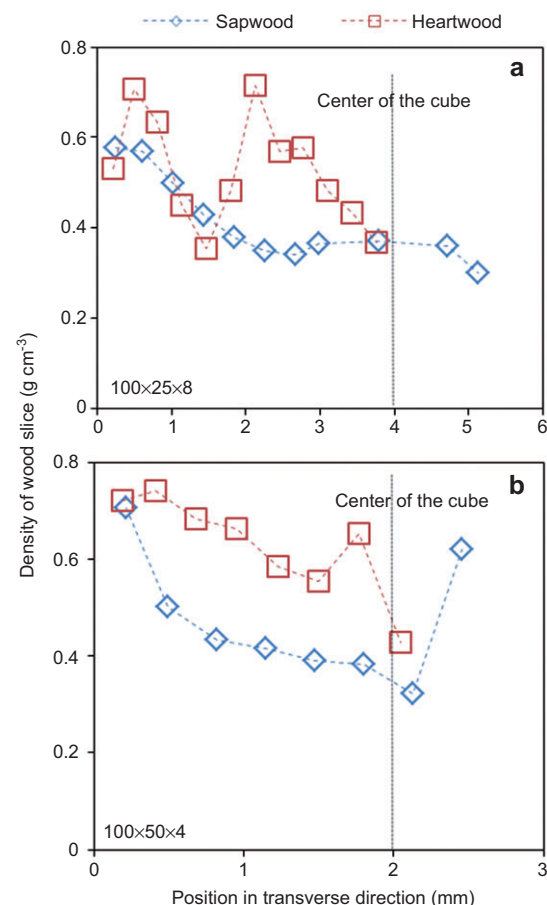 Sapwood Heartwood
0.8
a
Center of the cube
0.6
0.4
0.2
100×25×8
0
0 1 2 3 4 5 6
Density of wood slice (g cm⁻³)
0.8
b
Center of the cube
0.6
0.4
0.2
100×50×4
0
0 1 2 3
Position in transverse direction (mm)